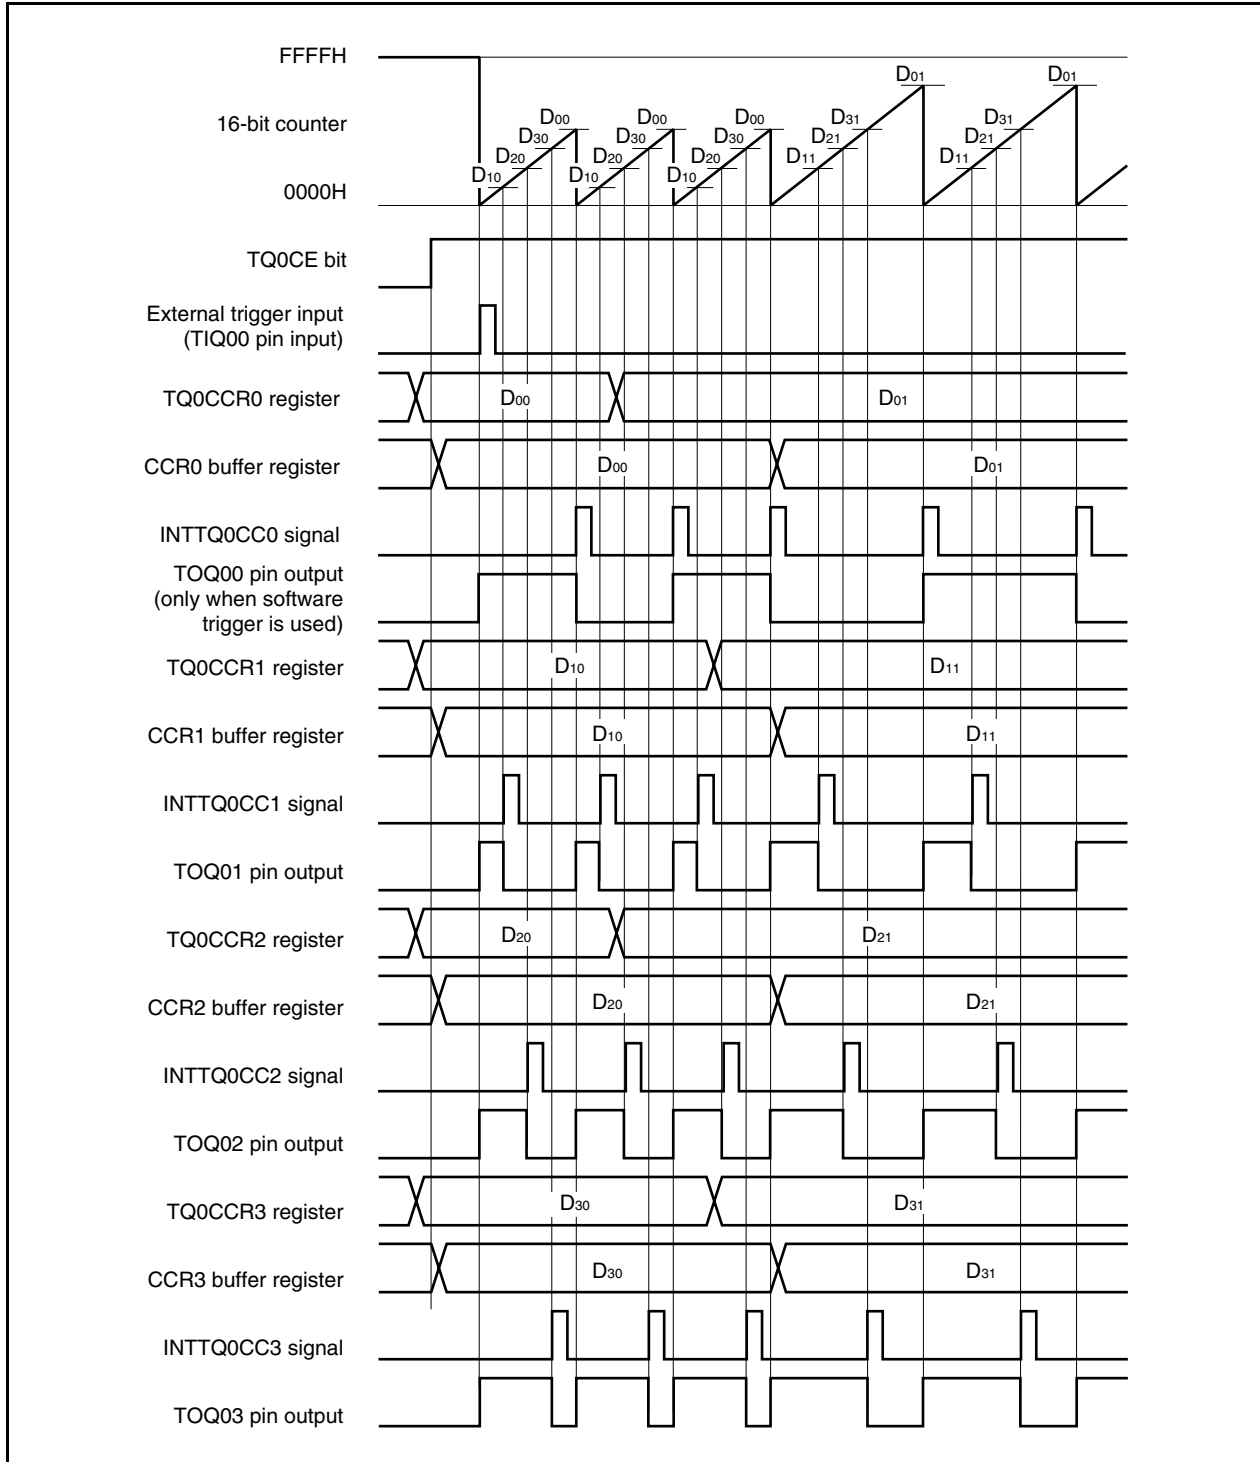 FFFFH
D01 D01
16-bit counter
D00 D00 D00 D31 D31
D30 D30 D30 D21 D21
D20 D20 D20 D11 D11
D10 D10 D10
0000H
TQ0CE bit
External trigger input
(TIQ00 pin input)
TQ0CCR0 register D00 D01
CCR0 buffer register D00 D01
INTTQ0CC0 signal
TOQ00 pin output
(only when software
trigger is used)
TQ0CCR1 register D10 D11
CCR1 buffer register D10 D11
INTTQ0CC1 signal
TOQ01 pin output
TQ0CCR2 register D20 D21
CCR2 buffer register D20 D21
INTTQ0CC2 signal
TOQ02 pin output
TQ0CCR3 register D30 D31
CCR3 buffer register D30 D31
INTTQ0CC3 signal
TOQ03 pin output